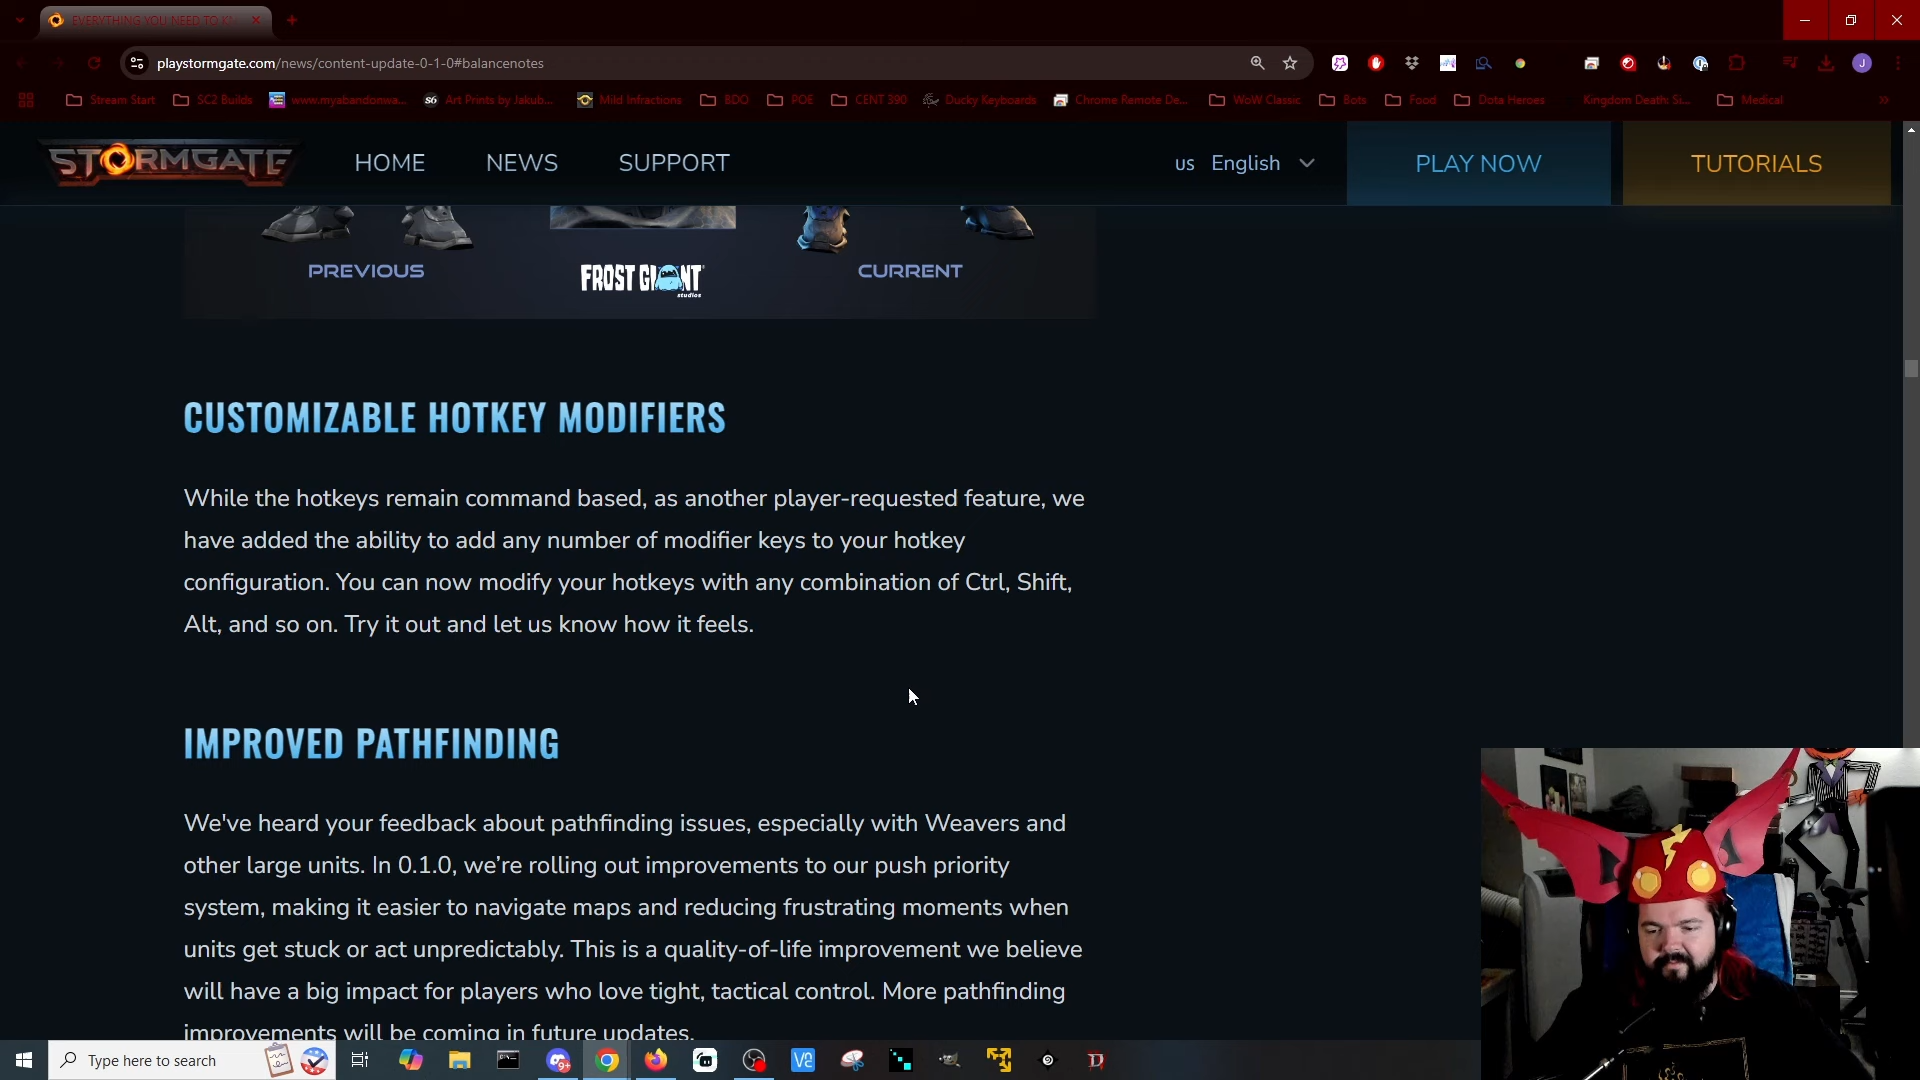 EVERYTHING YOU NEED TO K
playstormgate.com/news/content-update-0-1-0#balancenotes
Stream Start
SC2 Builds
www.myabandonwa...
Art Prints by Jakub...
Mild Infractions
BDO
POE
CENT 390
Ducky Keyboards
Chrome Remote De...
WoW Classic
Bots
Food
Dota Heroes
Kingdom Death: Si...
Medical
STORMGATE
HOME
NEWS
SUPPORT
us English
PLAY NOW
TUTORIALS
PREVIOUS
FROST GIANT
studios
CURRENT
CUSTOMIZABLE HOTKEY MODIFIERS
While the hotkeys remain command based, as another player-requested feature, we
have added the ability to add any number of modifier keys to your hotkey
configuration. You can now modify your hotkeys with any combination of Ctrl, Shift,
Alt, and so on. Try it out and let us know how it feels.
IMPROVED PATHFINDING
We've heard your feedback about pathfinding issues, especially with Weavers and
other large units. In 0.1.0, we’re rolling out improvements to our push priority
system, making it easier to navigate maps and reducing frustrating moments when
units get stuck or act unpredictably. This is a quality-of-life improvement we believe
will have a big impact for players who love tight, tactical control. More pathfinding
improvements will be coming in future updates.
Type here to search